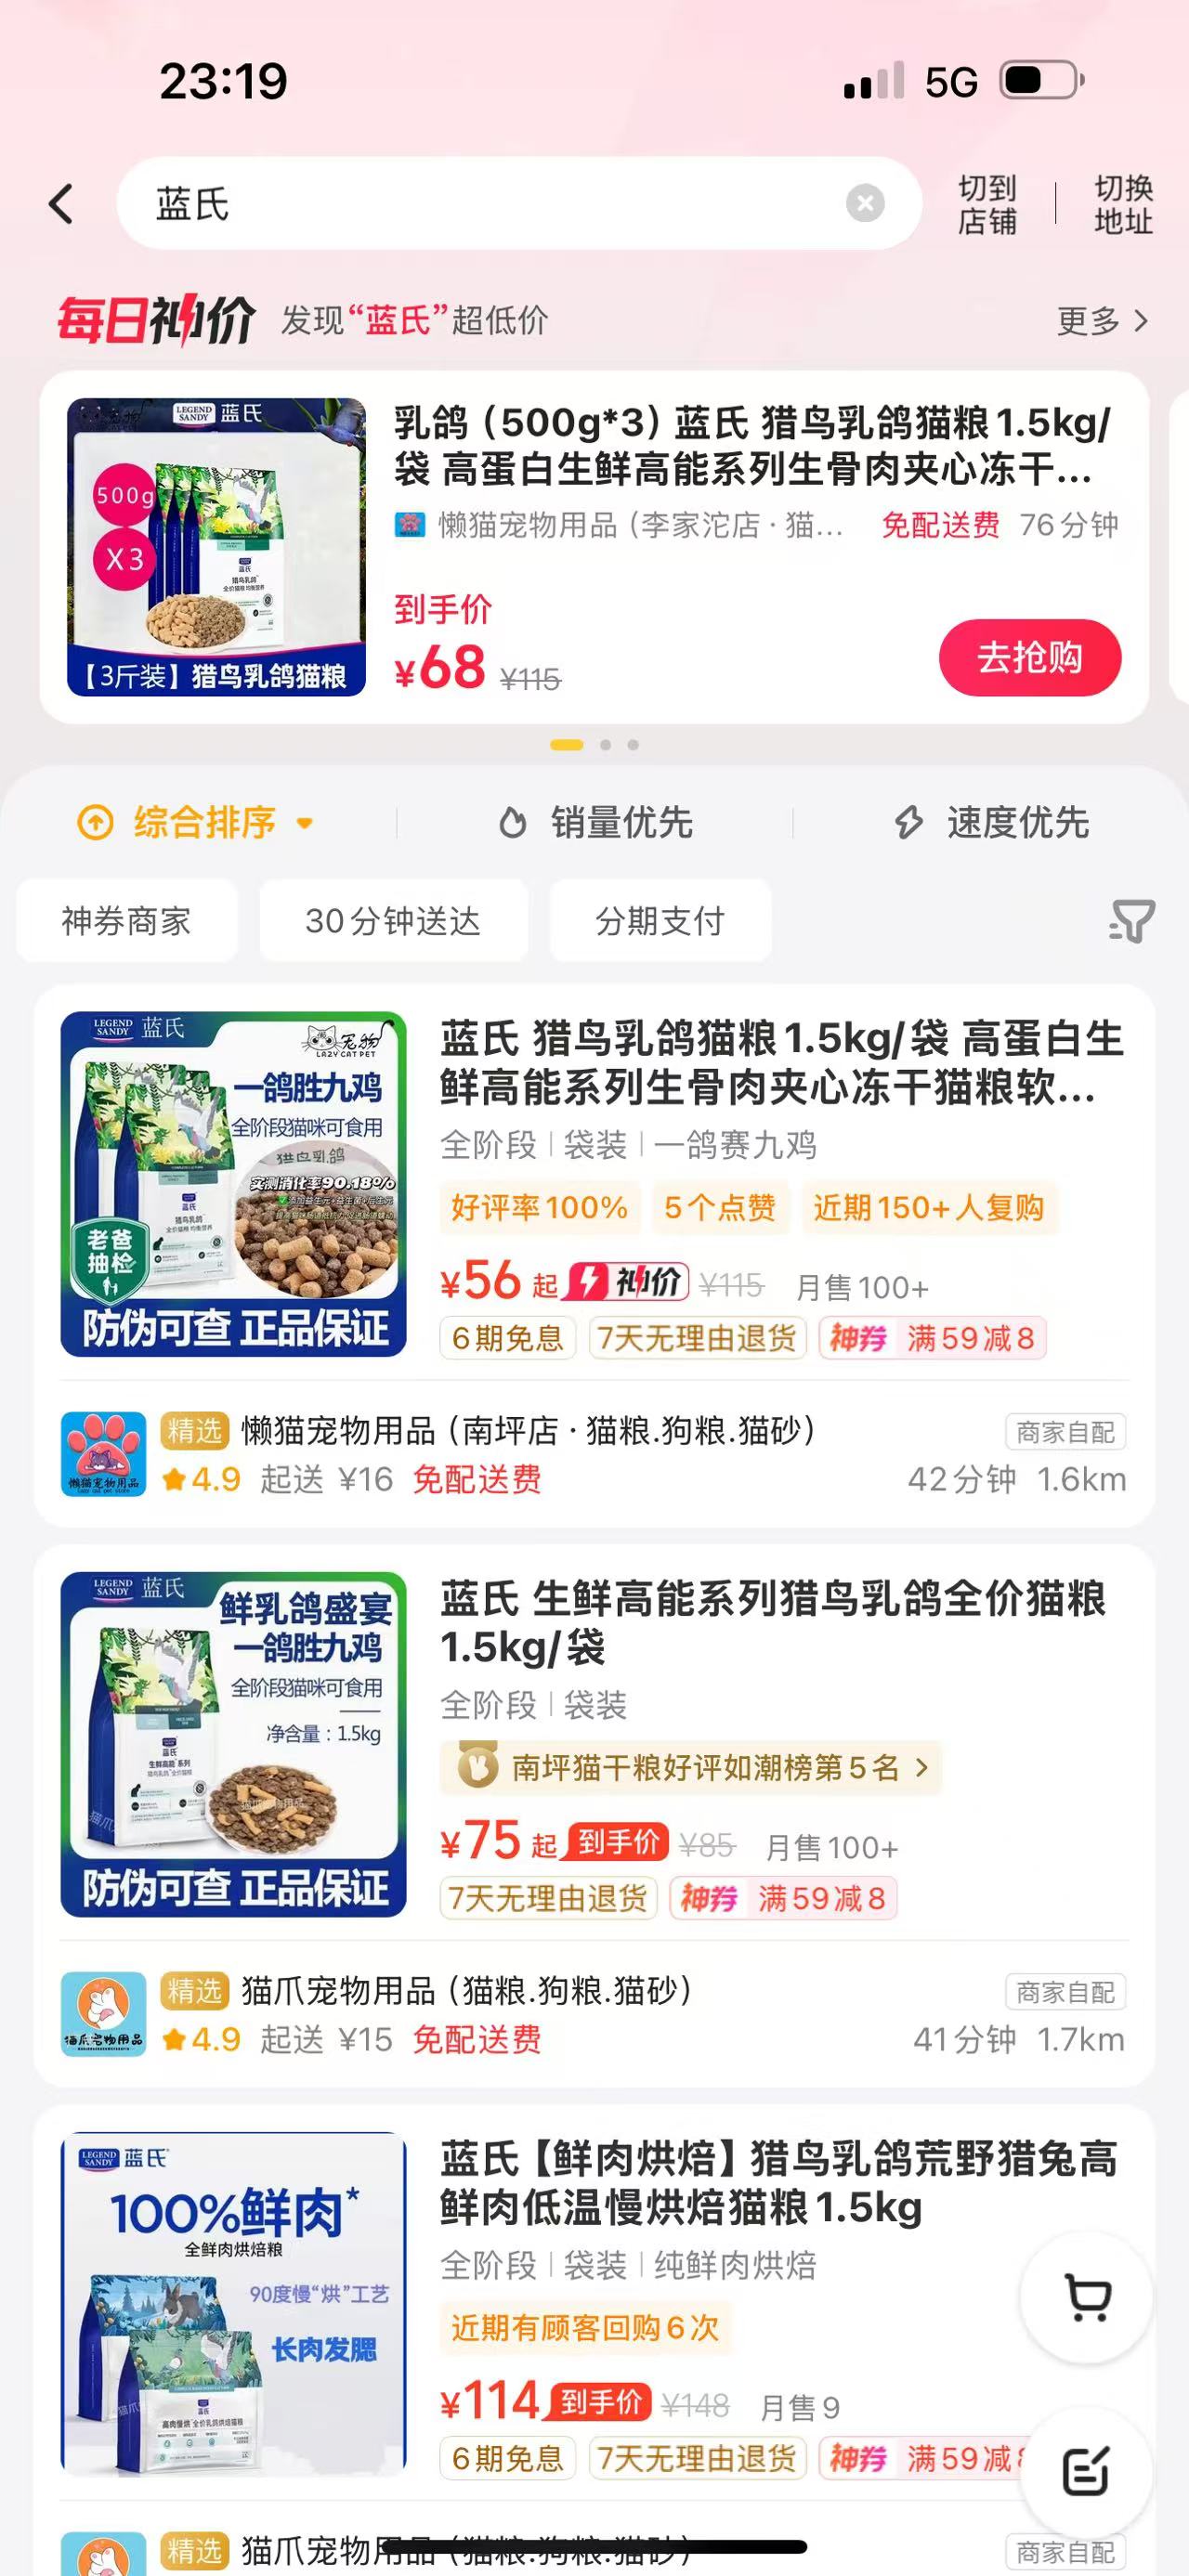 23:19
5G
蓝氏
切到
店铺
切换
地址
每日神价 发现“蓝氏”超低价
更多
LEGEND SANDY 蓝氏
500g
X3
【3斤装】猎鸟乳鸽猫粮
乳鸽（500g*3）蓝氏 猎鸟乳鸽猫粮1.5kg/
袋 高蛋白生鲜高能系列生骨肉夹心冻干...
懒猫宠物用品（李家沱店 · 猫... 免配送费 76分钟
到手价
¥68 ¥115
去抢购
综合排序
销量优先
速度优先
神券商家
30分钟送达
分期支付
LEGEND SANDY 蓝氏
宠物
LAZY CAT PET
一鸽胜九鸡
全阶段猫咪可食用
猎鸟乳鸽
实测消化率90.18%
老爸
抽检
防伪可查 正品保证
蓝氏 猎鸟乳鸽猫粮1.5kg/袋 高蛋白生
鲜高能系列生骨肉夹心冻干猫粮软...
全阶段 袋装 一鸽赛九鸡
好评率100% 5个点赞 近期150+人复购
¥56起 神价 ¥115 月售100+
6期免息 7天无理由退货 神券 满59减8
懒猫宠物用品
精选 懒猫宠物用品（南坪店 · 猫粮.狗粮.猫砂）
商家自配
4.9 起送 ¥16 免配送费
42分钟 1.6km
LEGEND SANDY 蓝氏
鲜乳鸽盛宴
一鸽胜九鸡
全阶段猫咪可食用
净含量：1.5kg
防伪可查 正品保证
蓝氏 生鲜高能系列猎鸟乳鸽全价猫粮
1.5kg/袋
全阶段 袋装
南坪猫干粮好评如潮榜第5名
¥75起 到手价 ¥85 月售100+
7天无理由退货 神券 满59减8
猫爪宠物用品
精选 猫爪宠物用品（猫粮.狗粮.猫砂）
商家自配
4.9 起送 ¥15 免配送费
41分钟 1.7km
LEGEND SANDY 蓝氏
100%鲜肉*
全鲜肉烘焙粮
90度慢“烘”工艺
长肉发腮
蓝氏【鲜肉烘焙】猎鸟乳鸽荒野猎兔高
鲜肉低温慢烘焙猫粮1.5kg
全阶段 袋装 纯鲜肉烘焙
近期有顾客回购6次
¥114 到手价 ¥148 月售9
6期免息 7天无理由退货 神券 满59减8
精选 猫爪宠物用品（猫粮.狗粮.猫砂）
商家自配